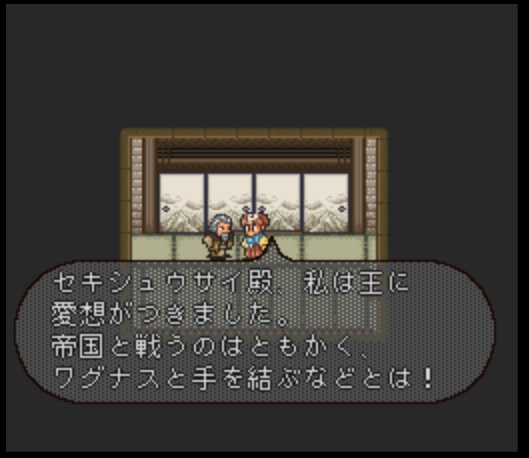 セキシュウサイ殿、私は王に
愛想がつきました。
帝国と戦うのはともかく、
ワグナスと手を結ぶなどとは！